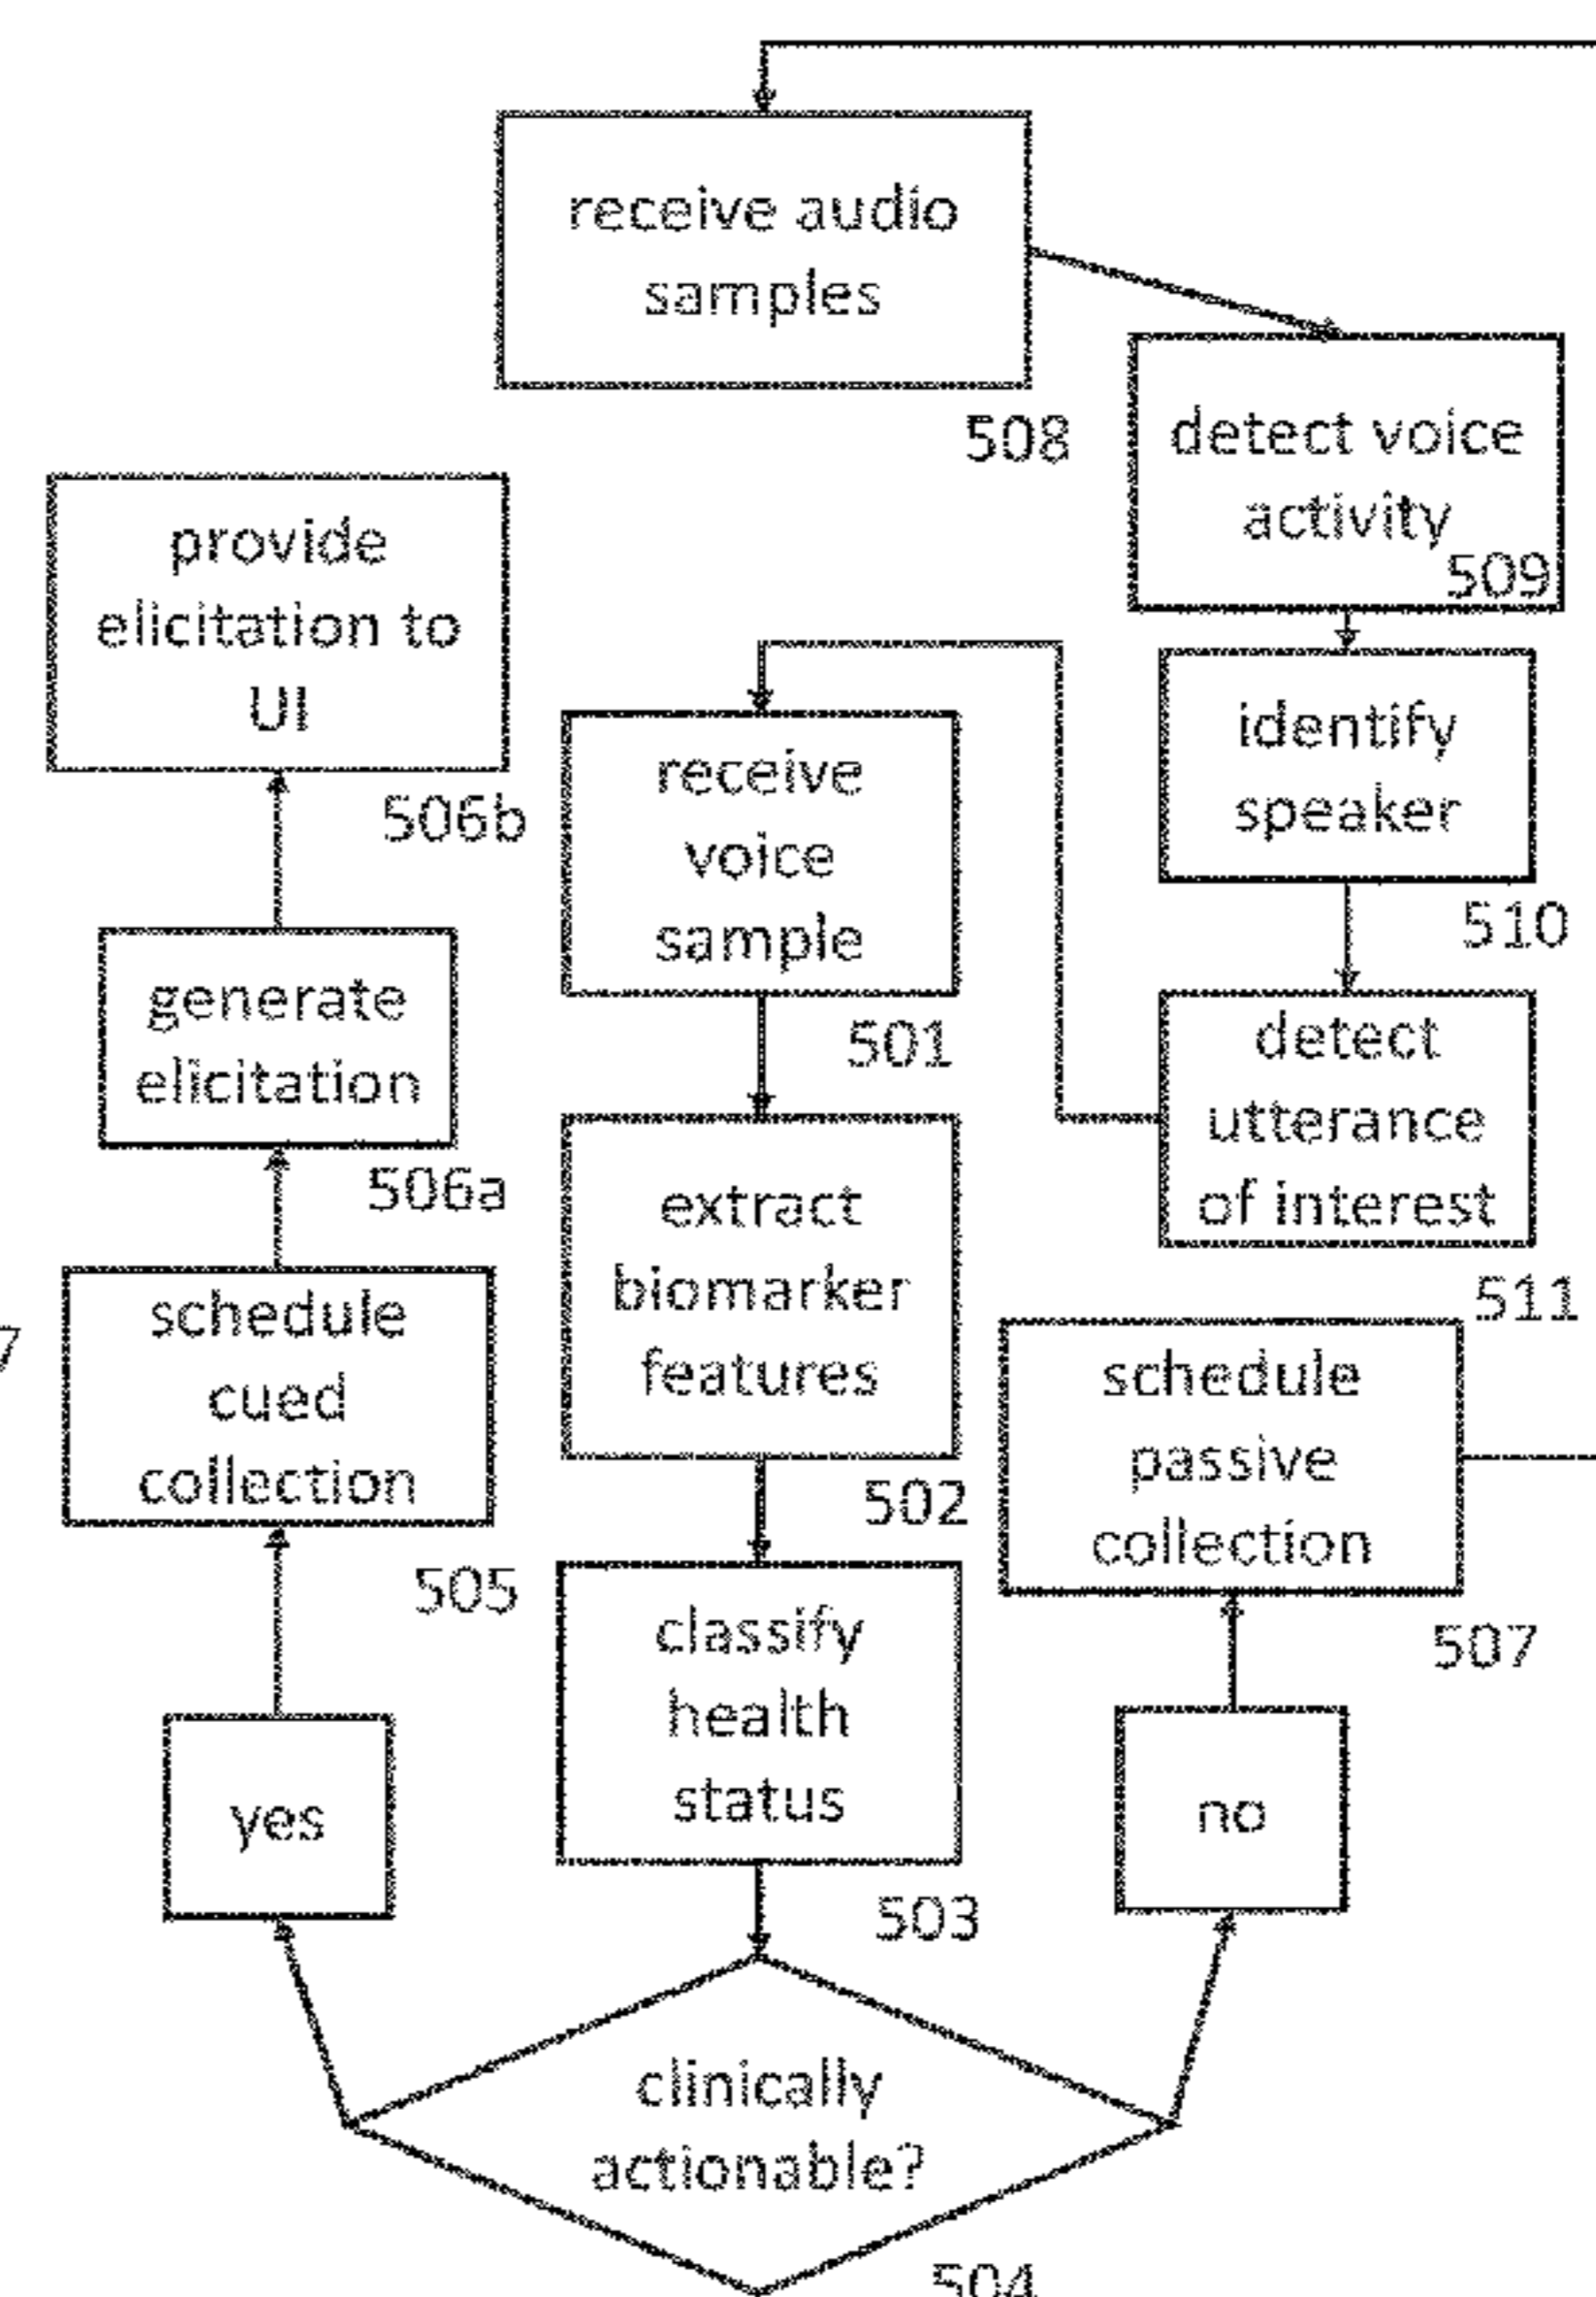 receive audio
samples
508
detect voice
activity
509
provide
elicitation to
UI
506b
identify
speaker
510
receive
voice
sample
501
generate
elicitation
506a
detect
utterance
of interest
511
extract
biomarker
features
502
schedule
cued
collection
505
7
schedule
passive
collection
507
classify
health
status
503
yes
no
clinically
actionable?
504